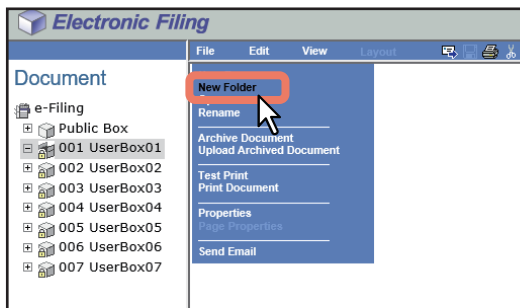 Electronic Filing
File Edit View Layout
Document
e-Filing
Public Box
001 UserBox01
002 UserBox02
003 UserBox03
004 UserBox04
005 UserBox05
006 UserBox06
007 UserBox07
New Folder
Rename
Archive Document
Upload Archived Document
Test Print
Print Document
Properties
Page Properties
Send Email